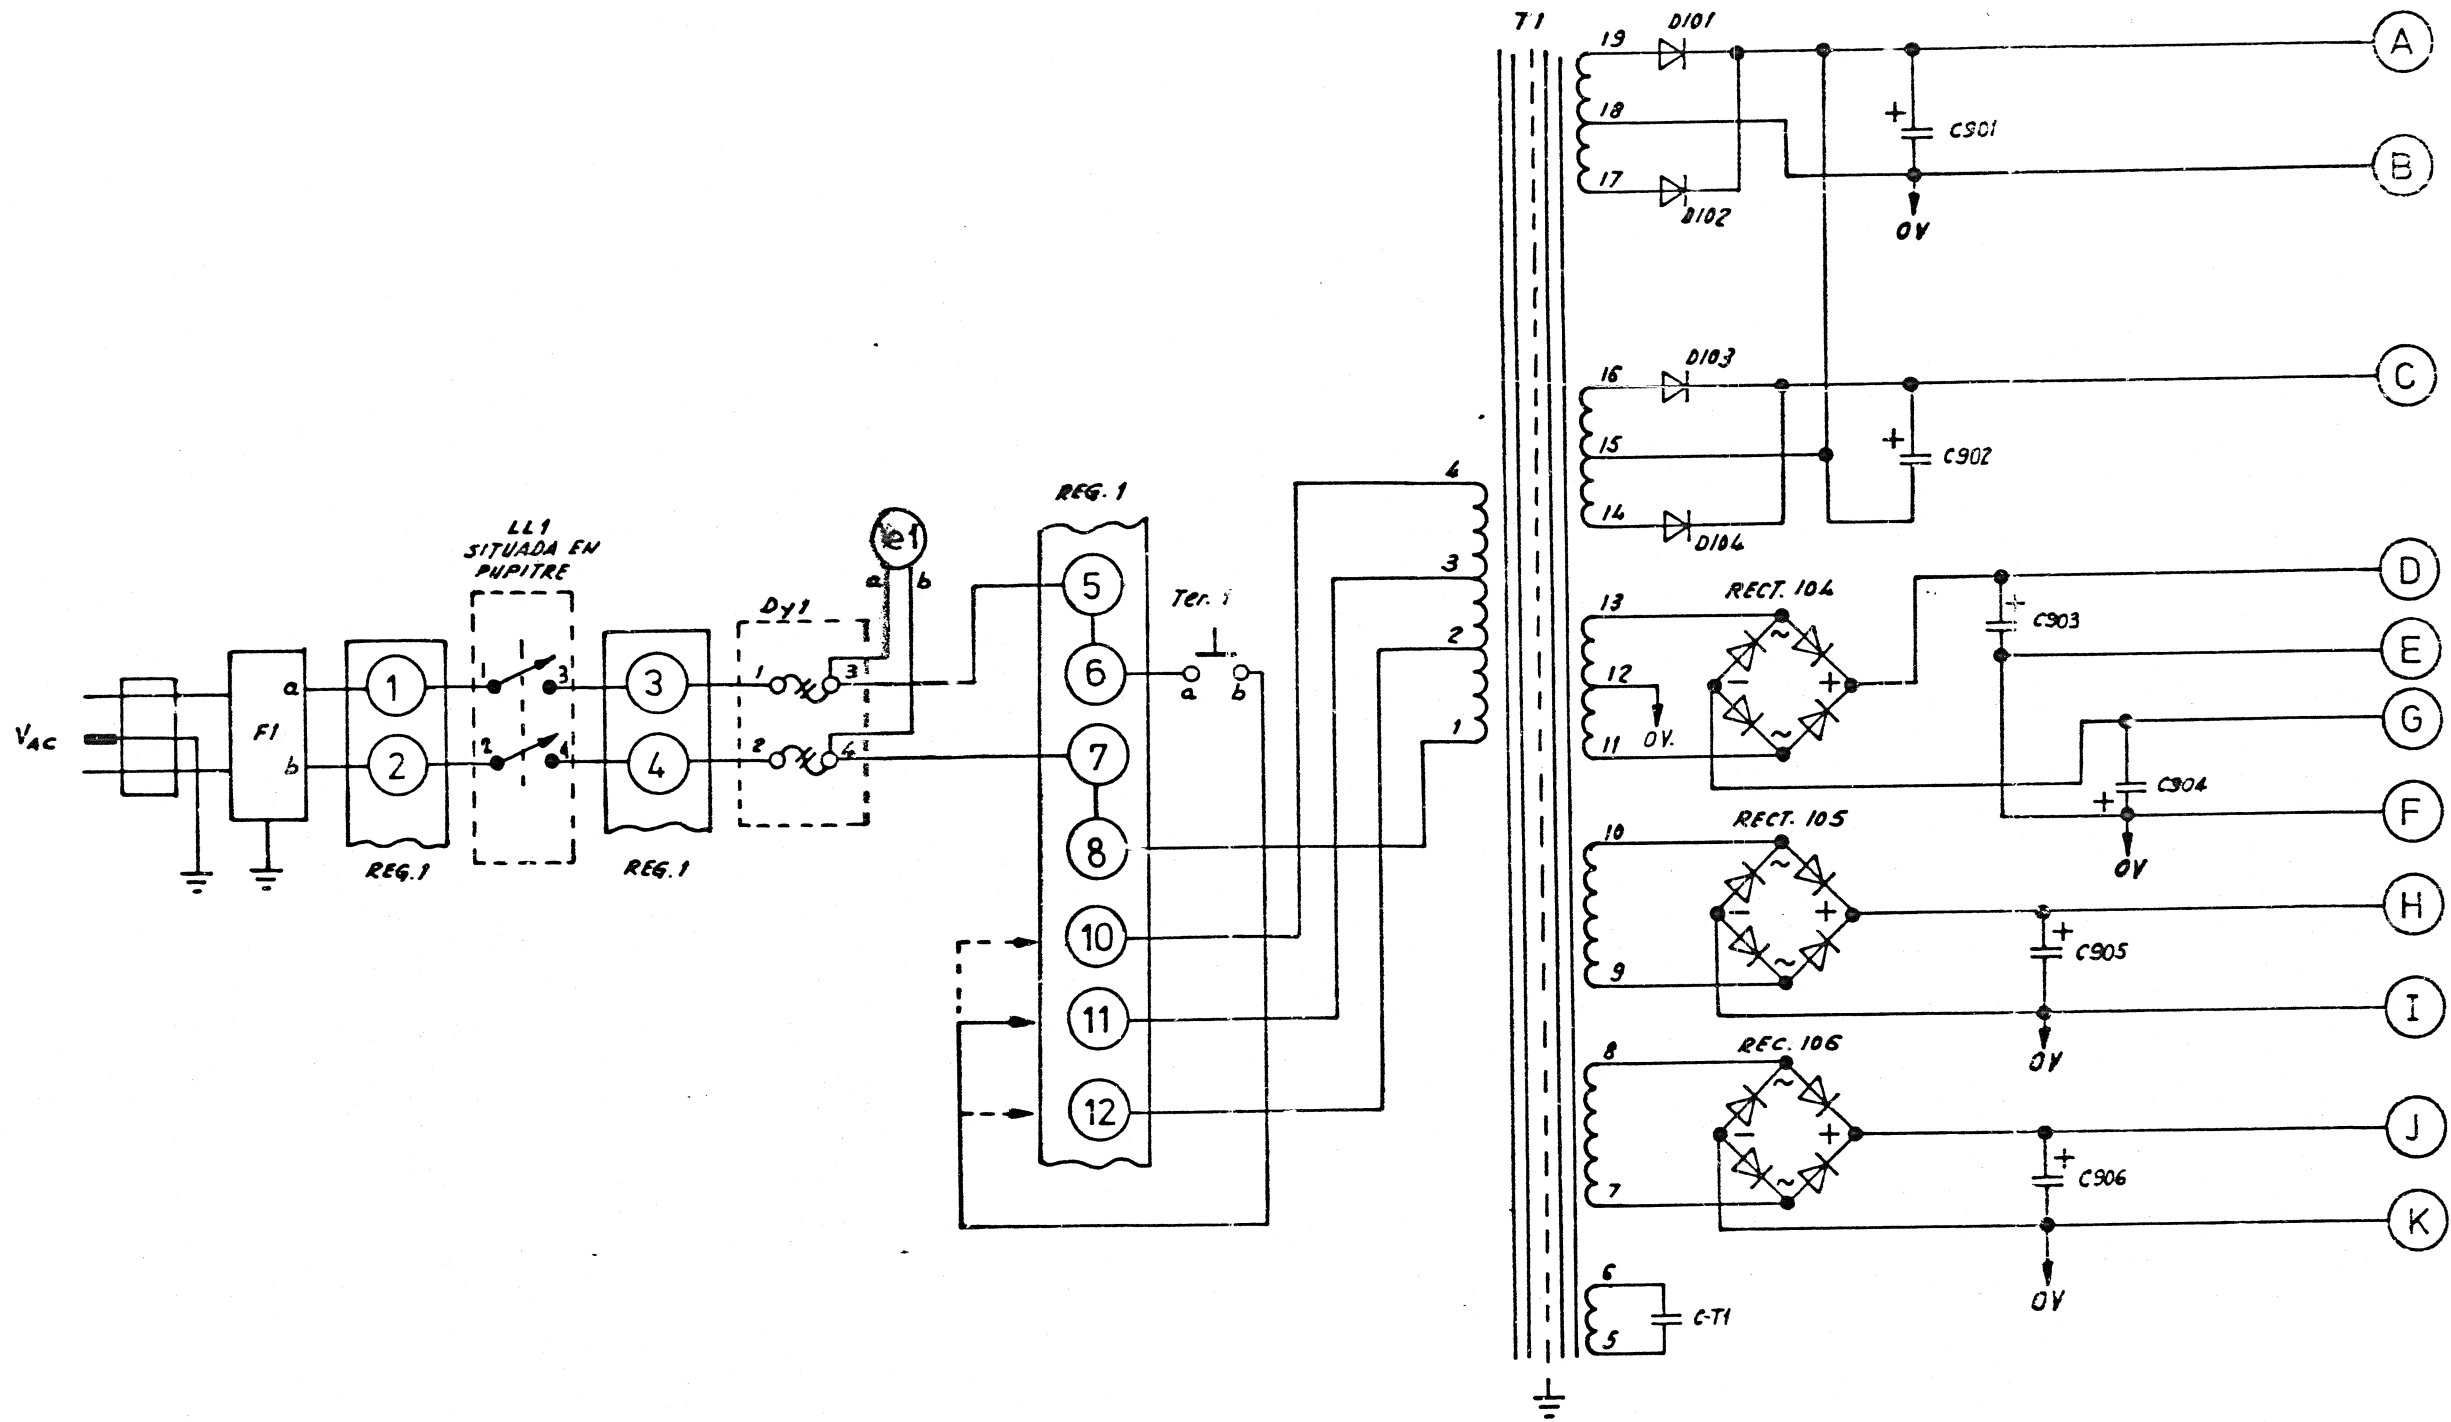 T1
19
D101
A
18
+
C901
B
17
D102
0V
16
D103
C
15
+
C902
14
D104
4
REG. 1
3
2
1
LL1
SITUADA EN
PUPITRE
e1
a
b
Dy1
5
6
Ter. 1
a
b
7
8
10
11
12
VAC
F1
a
b
1
2
REG. 1
1
3
2
4
3
4
REG. 1
1
3
2
4
13
RECT. 104
~
D
+
C903
12
0V.
-
+
E
G
11
~
C904
+
F
0V
10
RECT. 105
~
H
-
+
+
C905
9
~
I
0V
8
REC. 106
~
J
-
+
+
C906
7
~
K
0V
6
C-T1
5